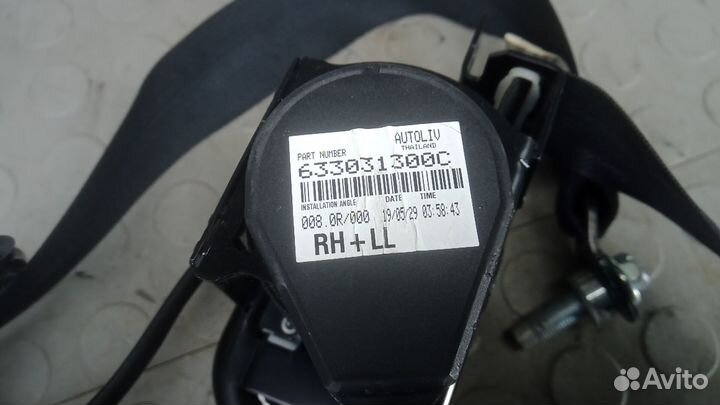 AUTOLIV
THAILAND
PART NUMBER
633031300C
INSTALLATION ANGLE DATE TIME
008.0R/000 19/05/29 03:58:43
RH + LL
Avito